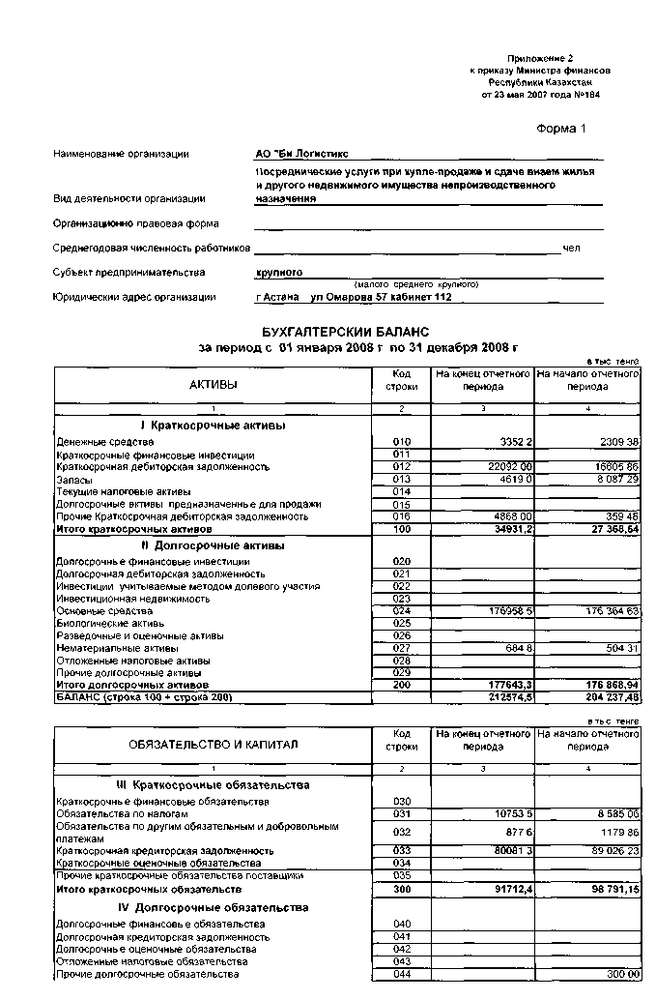 Приложение 2
к приказу Министра финансов
Республики Казахстан
от 23 мая 2007 года №184
Форма 1
Наименование организации АО "Би Логистикс
Посреднические услуги при купле-продаже и сдаче внаем жилья
и другого недвижимого имущества непроизводственного
Вид деятельности организации назначения
Организационно правовая форма
Среднегодовая численность работников чел
Субъект предпринимательства крупного
(малого среднего крупного)
Юридический адрес организации г Астана ул Омарова 57 кабинет 112
БУХГАЛТЕРСКИИ БАЛАНС
за период с 01 января 2008 г по 31 декабря 2008 г
в тыс тенге
АКТИВЫ Код строки На конец отчетного периода На начало отчетного периода
1 2 3 4
I Краткосрочные активы
Денежные средства 010 3352 2 2309 38
Краткосрочные финансовые инвестиции 011
Краткосрочная дебиторская задолженность 012 22092 00 16605 86
Запасы 013 4619 0 8 087 29
Текущие налоговые активы 014
Долгосрочные активы предназначенные для продажи 015
Прочие Краткосрочная дебиторская задолженность 016 4868 00 359 48
Итого краткосрочных активов 100 34931,2 27 368,54
II Долгосрочные активы
Долгосрочные финансовые инвестиции 020
Долгосрочная дебиторская задолженность 021
Инвестиции учитываемые методом долевого участия 022
Инвестиционная недвижимость 023
Основные средства 024 176958 5 176 364 63
Биологические активы 025
Разведочные и оценочные активы 026
Нематериальные активы 027 684 8 504 31
Отложенные налоговые активы 028
Прочие долгосрочные активы 029
Итого долгосрочных активов 200 177643,3 176 868,94
БАЛАНС (строка 100 + строка 200) 212574,5 204 237,48
в тыс тенге
ОБЯЗАТЕЛЬСТВО И КАПИТАЛ Код строки На конец отчетного периода На начало отчетного периода
1 2 3 4
III Краткосрочные обязательства
Краткосрочные финансовые обязательства 030
Обязательства по налогам 031 10753 5 8 585 06
Обязательства по другим обязательным и добровольным
платежам 032 877 6 1179 86
Краткосрочная кредиторская задолженность 033 80081 3 89 026 23
Краткосрочные оценочные обязательства 034
Прочие краткосрочные обязательства поставщики 035
Итого краткосрочных обязательств 300 91712,4 98 791,15
IV Долгосрочные обязательства
Долгосрочные финансовые обязательства 040
Долгосрочная кредиторская задолженность 041
Долгосрочные оценочные обязательства 042
Отложенные налоговые обязательства 043
Прочие долгосрочные обязательства 044 300 00